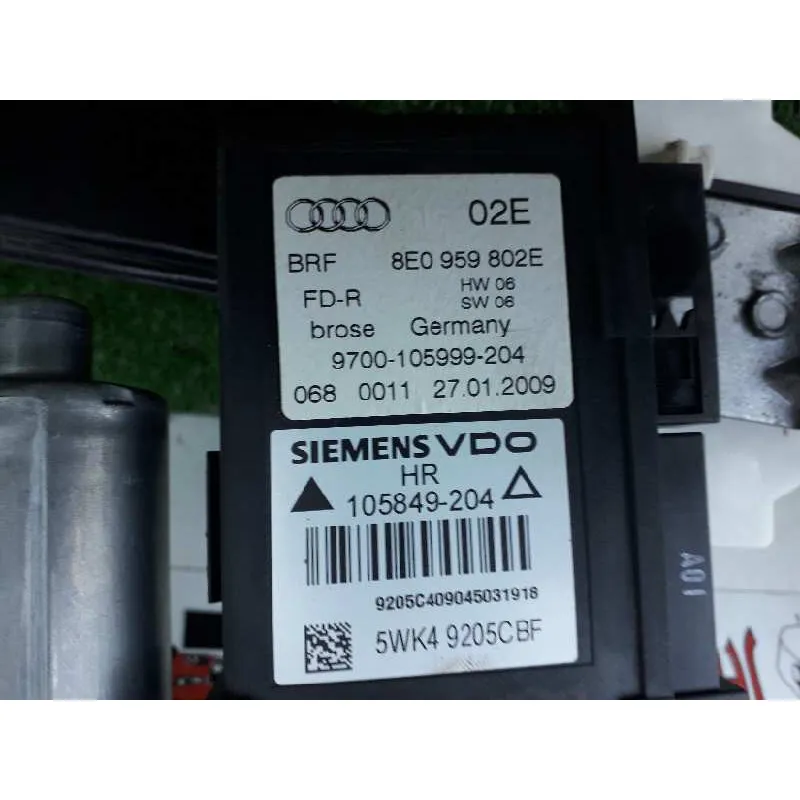 02E
BRF 8E0 959 802E
FD-R HW 06
SW 06
brose Germany
9700-105999-204
068 0011 27.01.2009
SIEMENS VDO
HR
105849-204
9205C409045031918
5WK4 9205CBF
A01